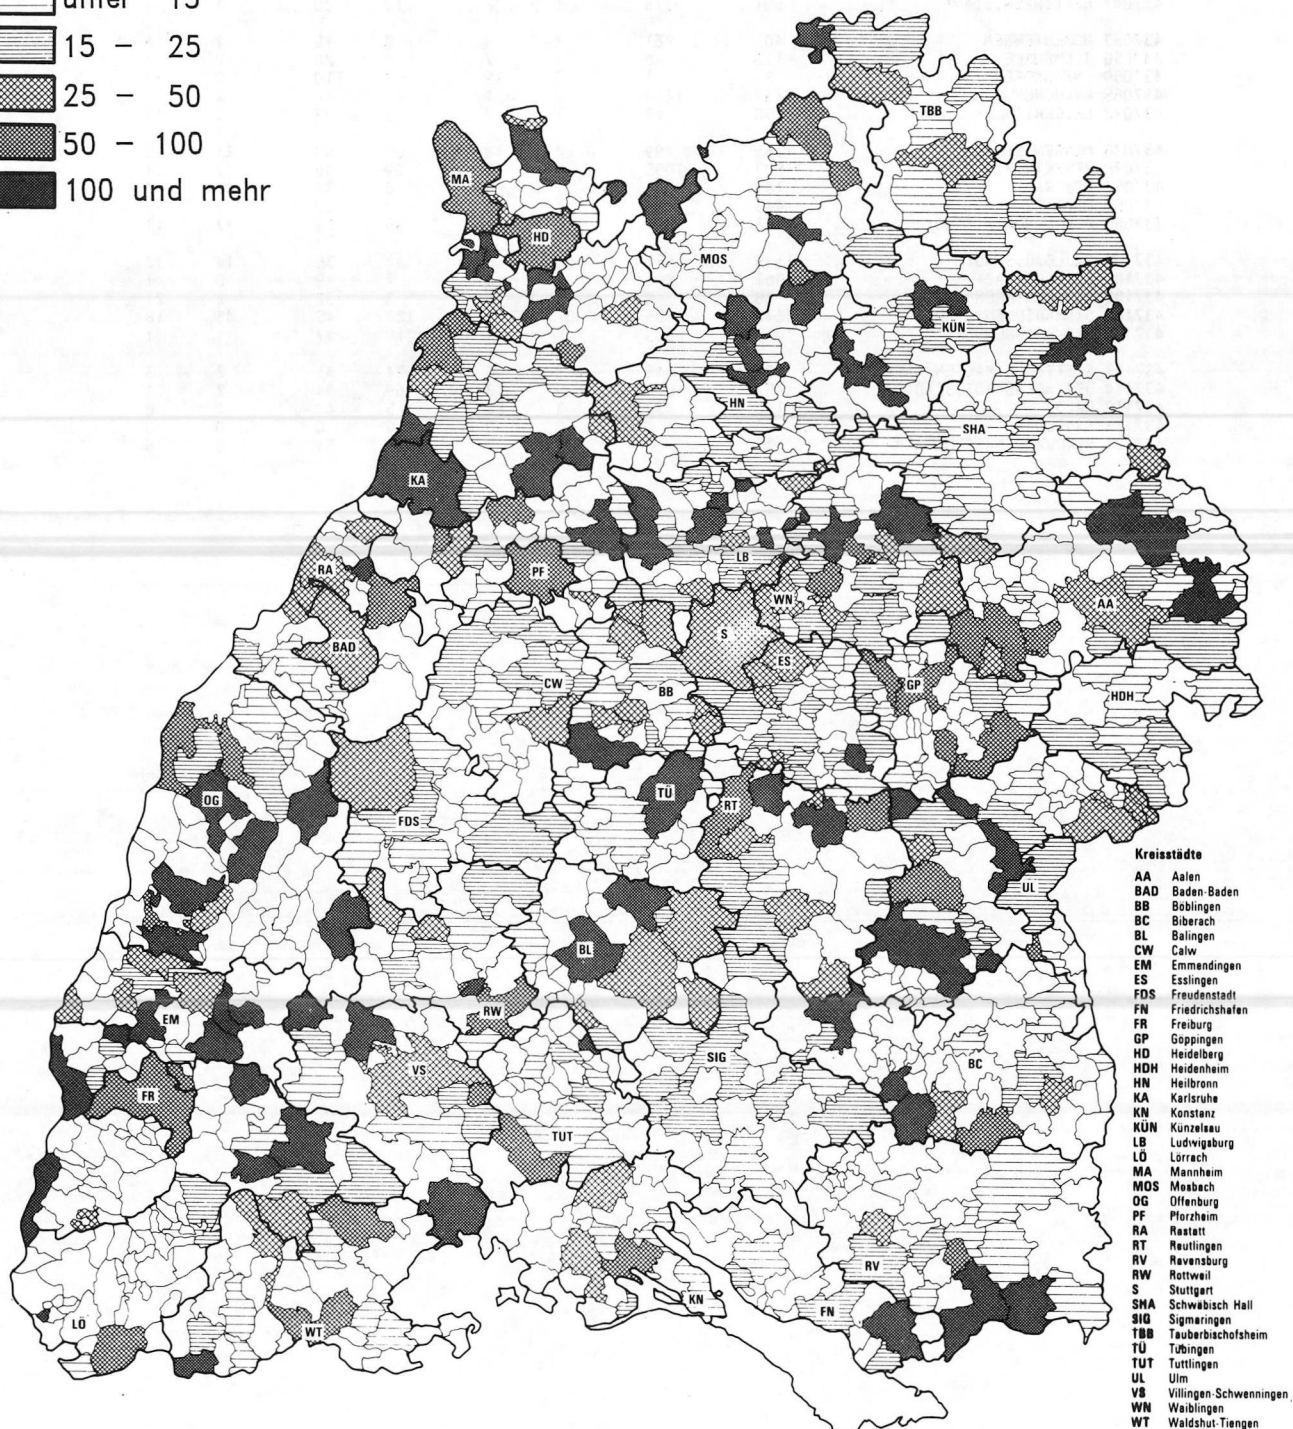 unter 15
15 – 25
25 – 50
50 – 100
100 und mehr
TBB
MA
HD
MOS
KÜN
HN
SHA
KA
LB
RA
PF
WN
AA
S
BAD
ES
CW
BB
GP
HDH
OG
TÜ
RT
FDS
UL
BL
EM
RW
SIG
BC
VS
FR
TUT
RV
KN
FN
LÖ
WT
Kreisstädte
AA Aalen
BAD Baden-Baden
BB Böblingen
BC Biberach
BL Balingen
CW Calw
EM Emmendingen
ES Esslingen
FDS Freudenstadt
FN Friedrichshafen
FR Freiburg
GP Göppingen
HD Heidelberg
HDH Heidenheim
HN Heilbronn
KA Karlsruhe
KN Konstanz
KÜN Künzelsau
LB Ludwigsburg
LÖ Lörrach
MA Mannheim
MOS Mosbach
OG Offenburg
PF Pforzheim
RA Rastatt
RT Reutlingen
RV Ravensburg
RW Rottweil
S Stuttgart
SHA Schwäbisch Hall
SIG Sigmaringen
TBB Tauberbischofsheim
TÜ Tübingen
TUT Tuttlingen
UL Ulm
VS Villingen-Schwenningen
WN Waiblingen
WT Waldshut-Tiengen